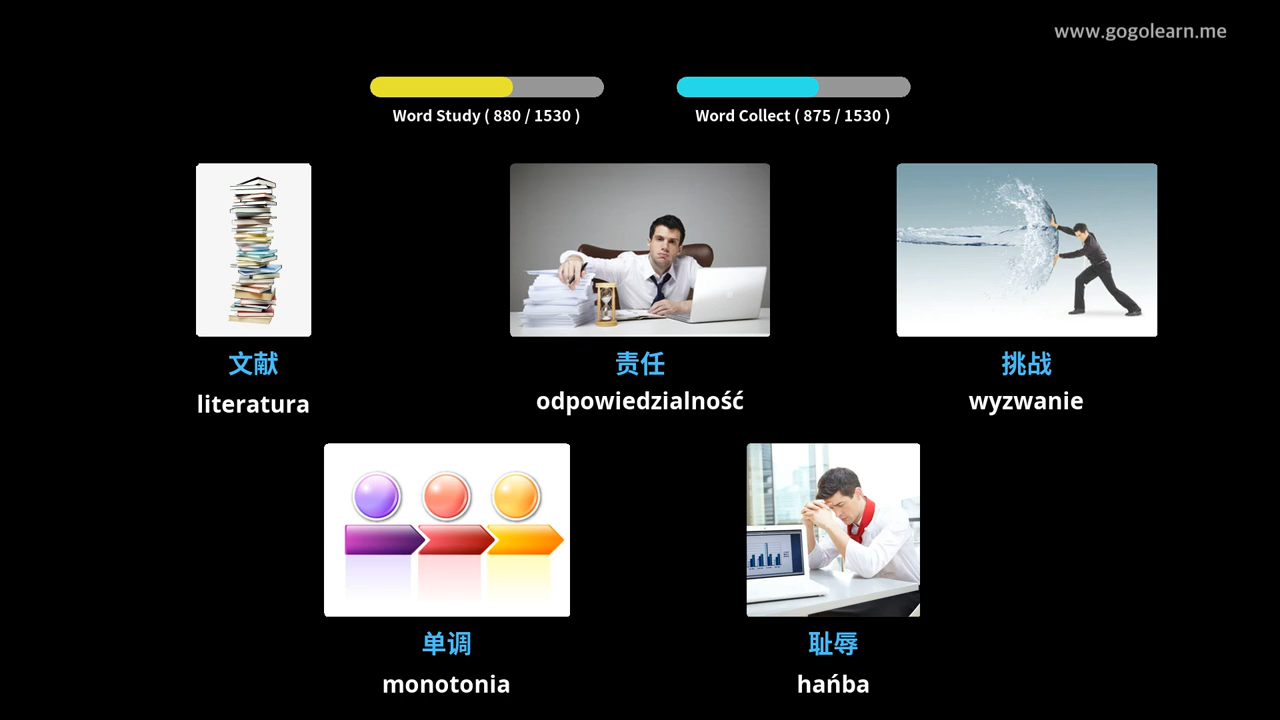 www.gogolearn.me
Word Study ( 880 / 1530 )
Word Collect ( 875 / 1530 )
文献
literatura
责任
odpowiedzialność
挑战
wyzwanie
单调
monotonia
耻辱
hańba